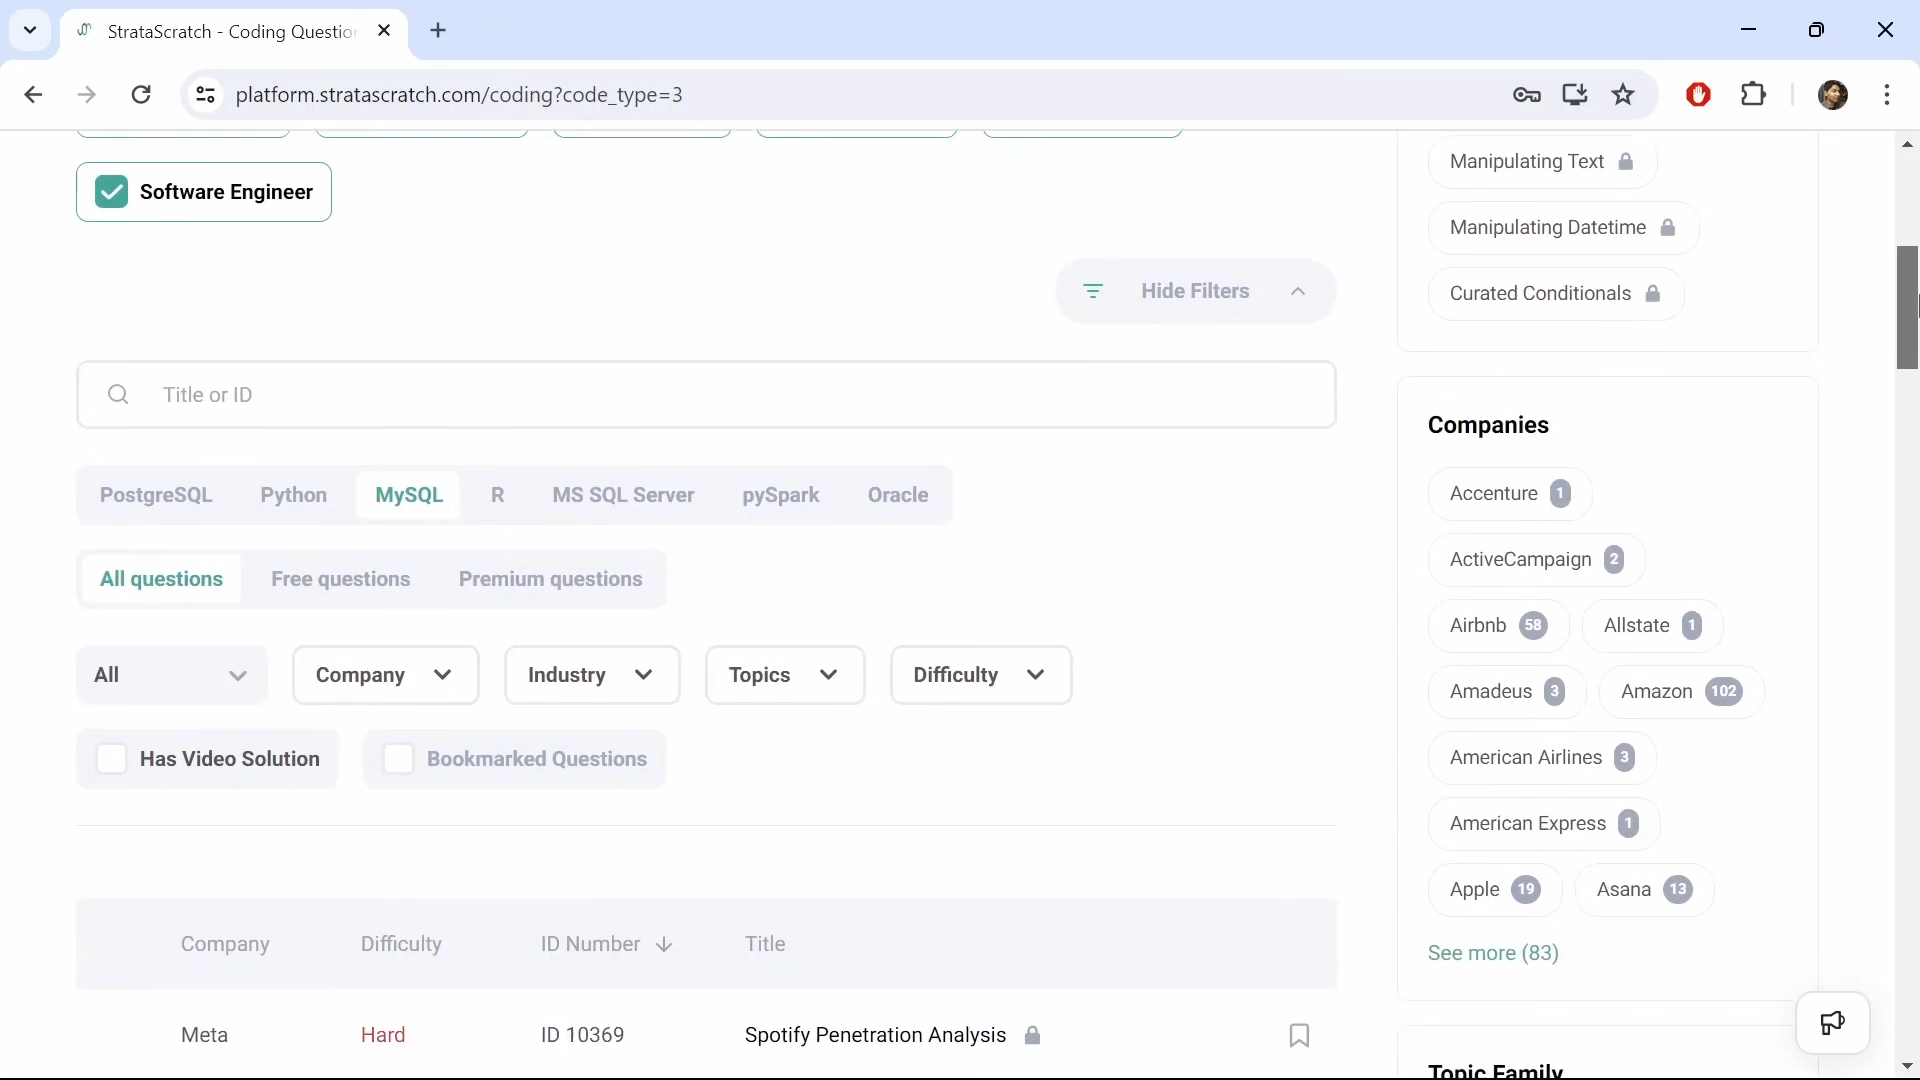 StrataScratch - Coding Question
platform.stratascratch.com/coding?code_type=3
Software Engineer
Hide Filters
Title or ID
PostgreSQL Python MySQL R MS SQL Server pySpark Oracle
All questions Free questions Premium questions
All Company Industry Topics Difficulty
Has Video Solution Bookmarked Questions
Company Difficulty ID Number Title
Meta Hard ID 10369 Spotify Penetration Analysis
Manipulating Text
Manipulating Datetime
Curated Conditionals
Companies
Accenture 1
ActiveCampaign 2
Airbnb 58 Allstate 1
Amadeus 3 Amazon 102
American Airlines 3
American Express 1
Apple 19 Asana 13
See more (83)
Topic Family